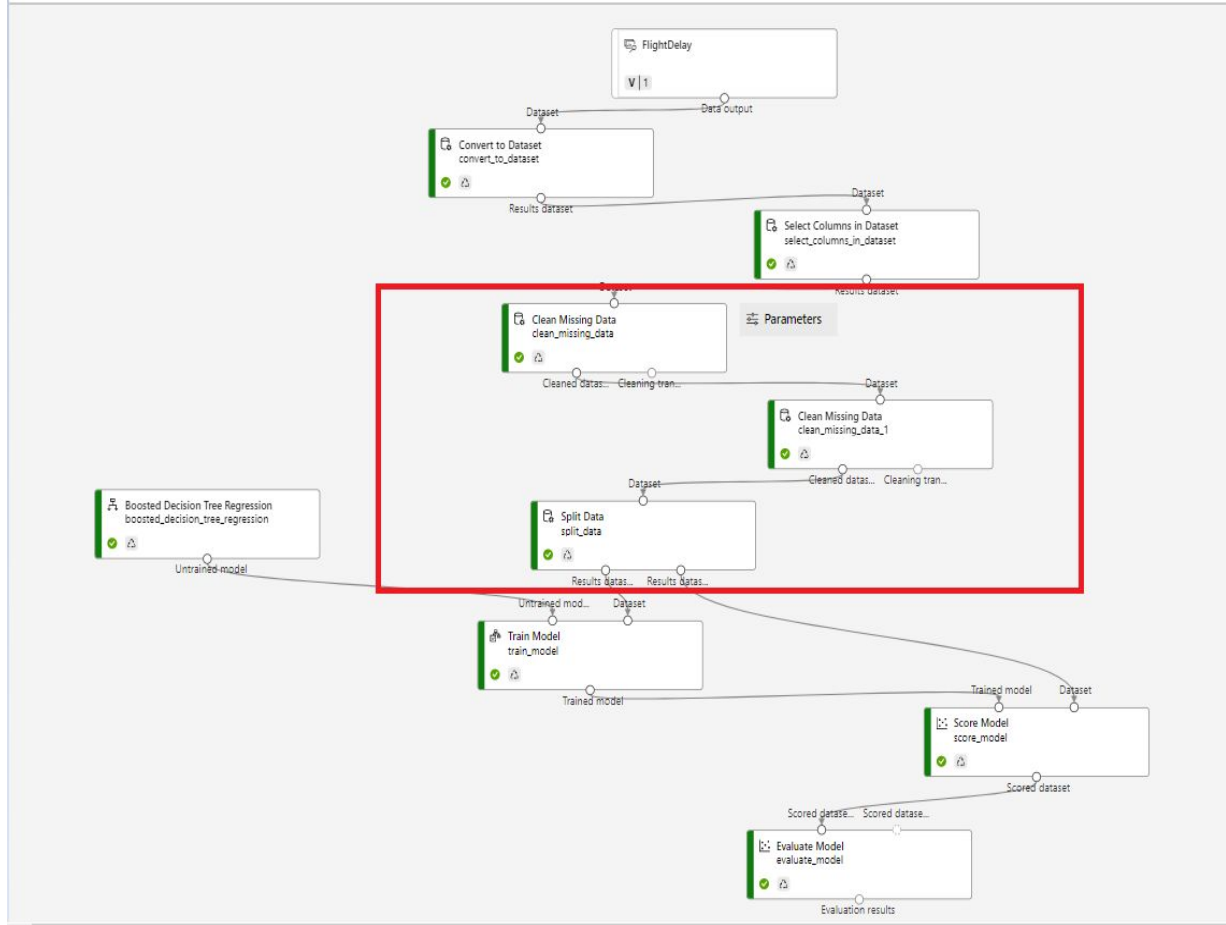 FlightDelay
V 1
Data output
Dataset
Convert to Dataset
convert_to_dataset
Results dataset
Dataset
Select Columns in Dataset
select_columns_in_dataset
Results dataset
Dataset
Clean Missing Data
clean_missing_data
Parameters
Cleaned datas... Cleaning tran...
Dataset
Clean Missing Data
clean_missing_data_1
Cleaned datas... Cleaning tran...
Dataset
Split Data
split_data
Results datas... Results datas...
Boosted Decision Tree Regression
boosted_decision_tree_regression
Untrained model
Untrained mod... Dataset
Train Model
train_model
Trained model
Trained model Dataset
Score Model
score_model
Scored dataset
Scored datase... Scored datase...
Evaluate Model
evaluate_model
Evaluation results